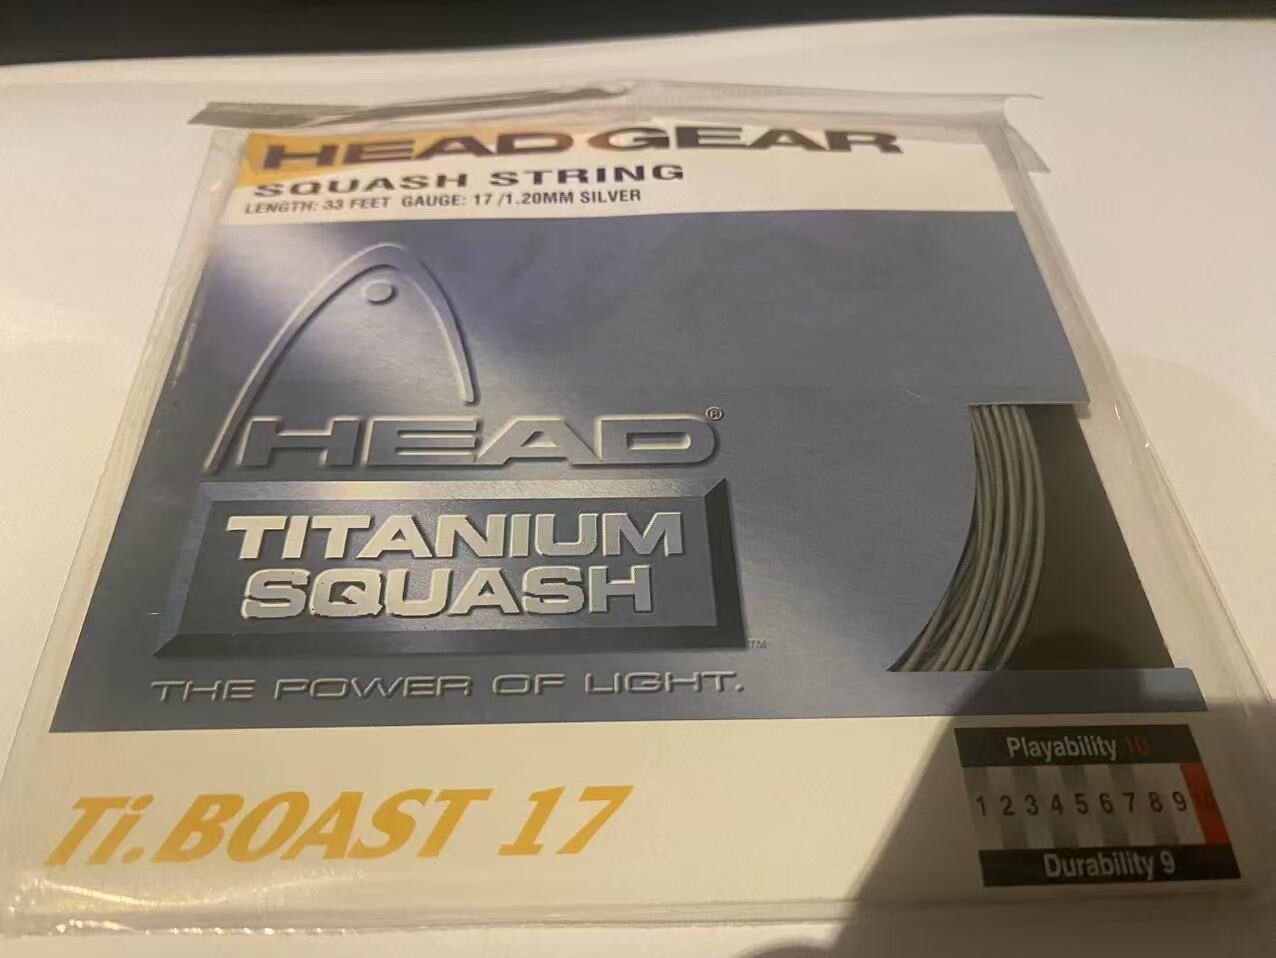 HEAD GEAR
SQUASH STRING
LENGTH: 33 FEET GAUGE: 17/1.20MM SILVER
HEAD®
TITANIUM
SQUASH
™
THE POWER OF LIGHT.
Ti.BOAST 17
Playability 10
1 2 3 4 5 6 7 8 9 10
Durability 9